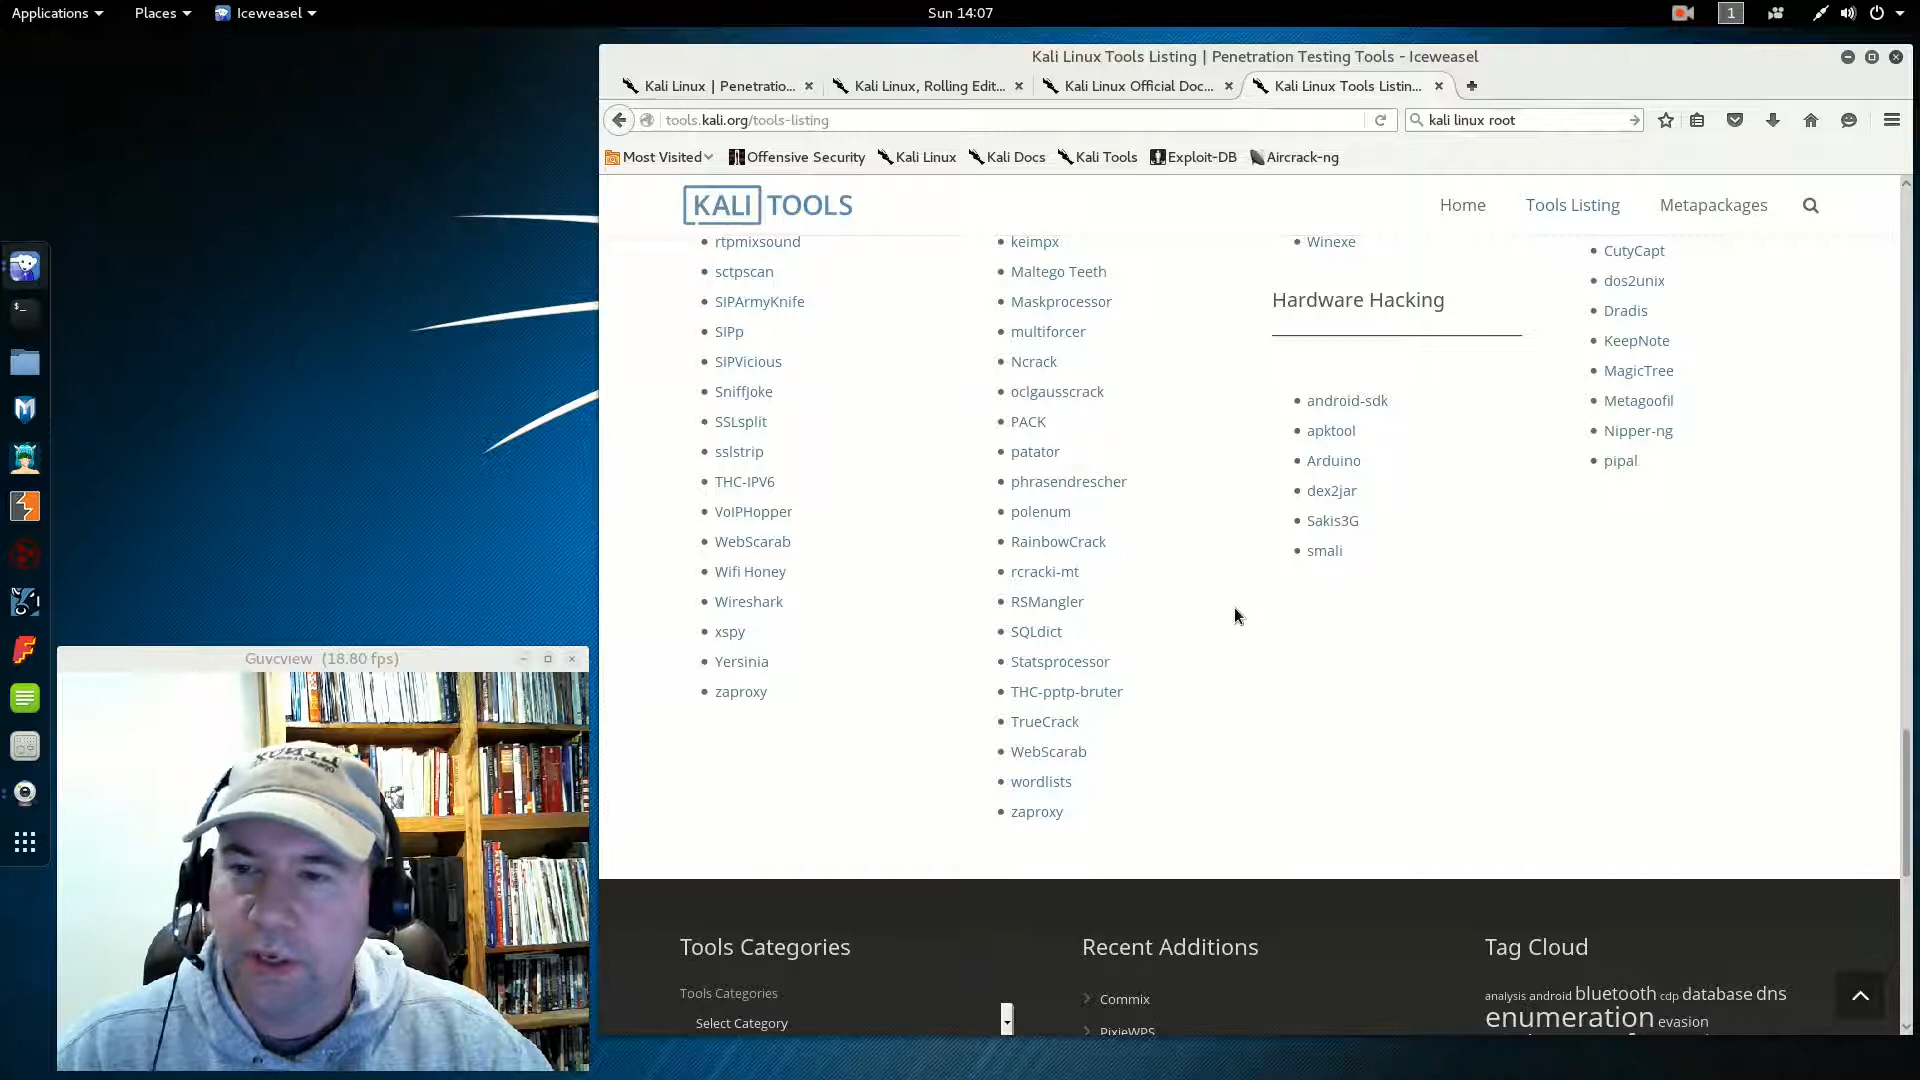 Applications
Places
Iceweasel
Sun 14:07
1
Kali Linux Tools Listing | Penetration Testing Tools - Iceweasel
Kali Linux | Penetratio...
Kali Linux, Rolling Edit...
Kali Linux Official Doc...
Kali Linux Tools Listin...
tools.kali.org/tools-listing
kali linux root
Most Visited
Offensive Security
Kali Linux
Kali Docs
Kali Tools
Exploit-DB
Aircrack-ng
KALI TOOLS
Home
Tools Listing
Metapackages
rtpmixsound
sctpscan
SIPArmyKnife
SIPp
SIPVicious
SniffJoke
SSLsplit
sslstrip
THC-IPV6
VoIPHopper
WebScarab
Wifi Honey
Wireshark
xspy
Yersinia
zaproxy
keimpx
Maltego Teeth
Maskprocessor
multiforcer
Ncrack
oclgausscrack
PACK
patator
phrasendrescher
polenum
RainbowCrack
rcracki-mt
RSMangler
SQLdict
Statsprocessor
THC-pptp-bruter
TrueCrack
WebScarab
wordlists
zaproxy
Winexe
Hardware Hacking
android-sdk
apktool
Arduino
dex2jar
Sakis3G
smali
CutyCapt
dos2unix
Dradis
KeepNote
MagicTree
Metagoofil
Nipper-ng
pipal
Guvcview (18.80 fps)
Tools Categories
Tools Categories
Select Category
Recent Additions
Commix
PixieWPS
Tag Cloud
analysis android bluetooth cdp database dns
enumeration evasion